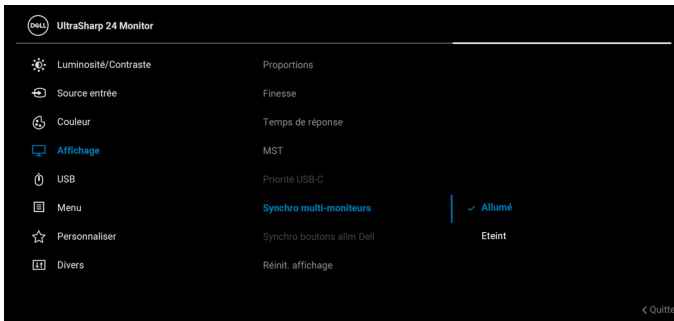 DELL UltraSharp 24 Monitor
Luminosité/Contraste Proportions
Source entrée Finesse
Couleur Temps de réponse
Affichage MST
USB Priorité USB-C
Menu Synchro multi-moniteurs Allumé
Personnaliser Synchro boutons alim Dell Eteint
Divers Réinit. affichage
Quitte